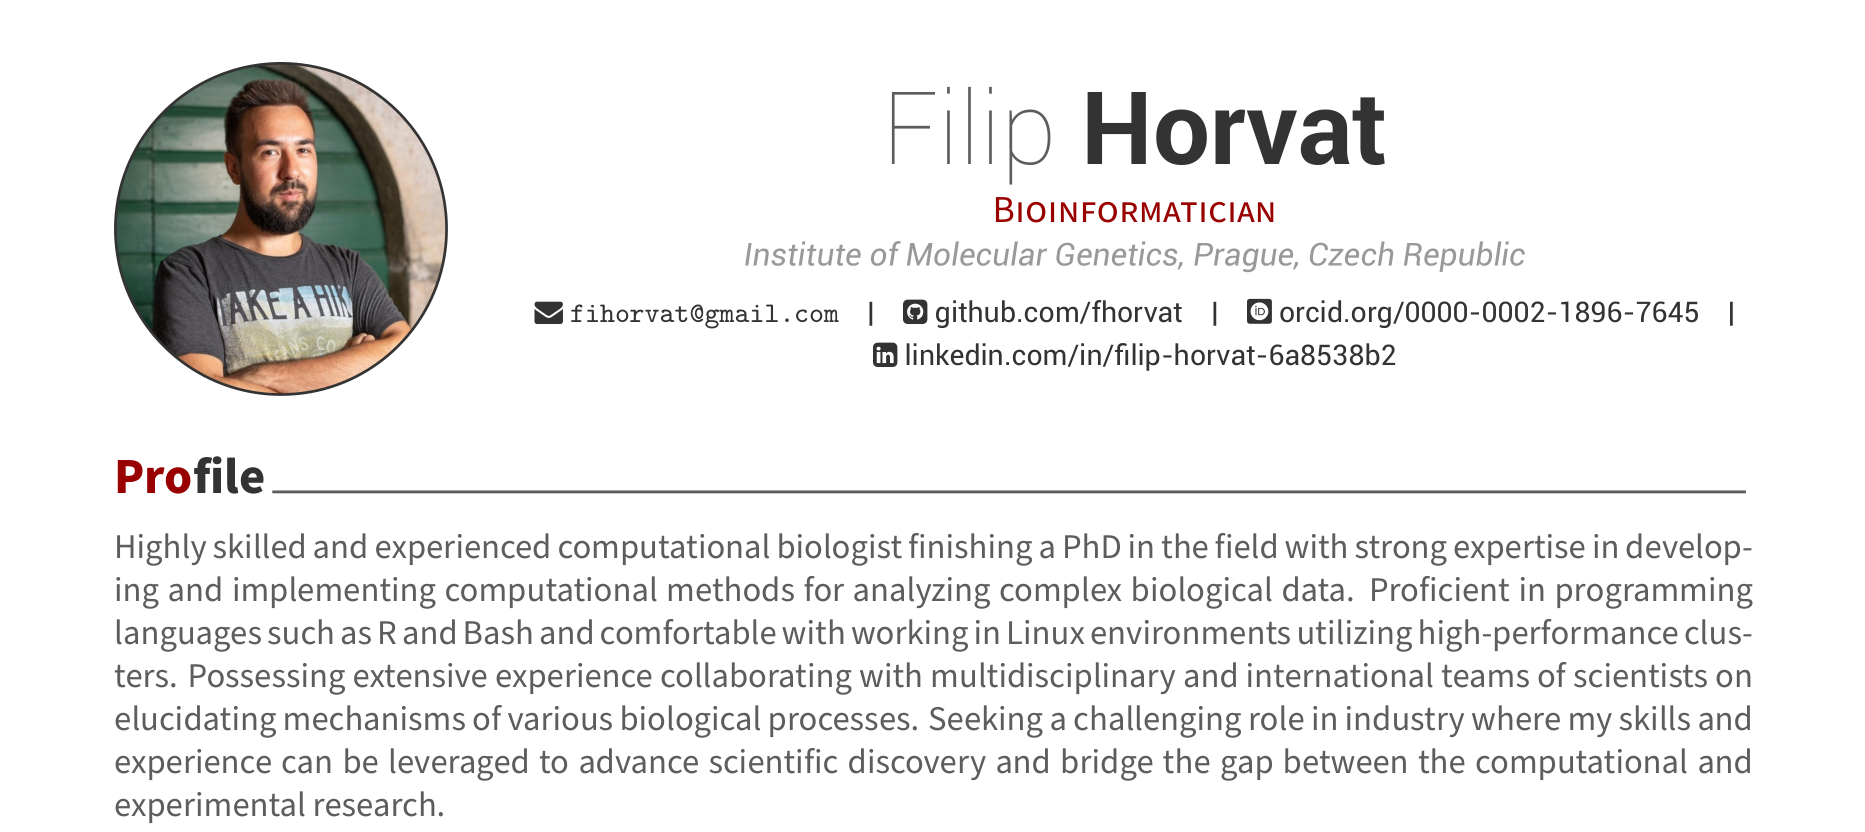 Filip Horvat
BIOINFORMATICIAN
Institute of Molecular Genetics, Prague, Czech Republic
fihorvat@gmail.com | github.com/fhorvat | orcid.org/0000-0002-1896-7645 |
linkedin.com/in/filip-horvat-6a8538b2
TAKE A HIKE
Profile
Highly skilled and experienced computational biologist finishing a PhD in the field with strong expertise in develop-
ing and implementing computational methods for analyzing complex biological data. Proficient in programming
languages such as R and Bash and comfortable with working in Linux environments utilizing high-performance clus-
ters. Possessing extensive experience collaborating with multidisciplinary and international teams of scientists on
elucidating mechanisms of various biological processes. Seeking a challenging role in industry where my skills and
experience can be leveraged to advance scientific discovery and bridge the gap between the computational and
experimental research.